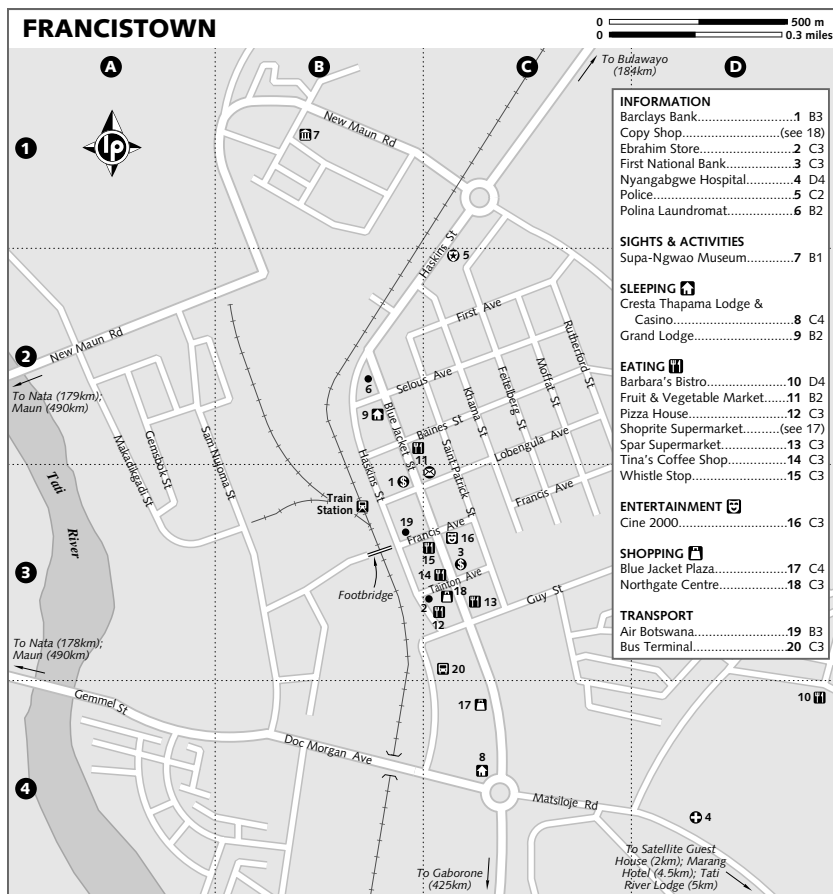 FRANCISTOWN
0 500 m
0 0.3 miles
A
B
C
D
To Bulawayo
(184km)
1
lp
New Maun Rd
7
Haskins St
5
INFORMATION
Barclays Bank 1 B3
Copy Shop (see 18)
Ebrahim Store 2 C3
First National Bank 3 C3
Nyangabgwe Hospital 4 D4
Police 5 C2
Polina Laundromat 6 B2
SIGHTS & ACTIVITIES
Supa-Ngwao Museum 7 B1
SLEEPING
Cresta Thapama Lodge &
Casino 8 C4
Grand Lodge 9 B2
EATING
Barbara's Bistro 10 D4
Fruit & Vegetable Market 11 B2
Pizza House 12 C3
Shoprite Supermarket (see 17)
Spar Supermarket 13 C3
Tina's Coffee Shop 14 C3
Whistle Stop 15 C3
ENTERTAINMENT
Cine 2000 16 C3
SHOPPING
Blue Jacket Plaza 17 C4
Northgate Centre 18 C3
TRANSPORT
Air Botswana 19 B3
Bus Terminal 20 C3
First Ave
Rutherford St
2
New Maun Rd
Selous Ave
Moffat St
Feitelberg St
Khama St
6
To Nata (179km);
Maun (490km)
9
Blue Jacket St
Baines St
Saint Patrick St
Lobengula Ave
Makadikgadi St
Gemsbok St
Sam Nujoma St
Haskins St
11
1
$
Train
Station
Francis Ave
Tati
River
19
Francis Ave
16
15
3
$
3
14
Tainton Ave
18
13
Guy St
Footbridge
2
12
To Nata (178km);
Maun (490km)
20
Gemmel St
17
10
Doc Morgan Ave
8
4
Matsiloje Rd
4
To Gaborone
(425km)
To Satellite Guest
House (2km); Marang
Hotel (4.5km); Tati
River Lodge (5km)